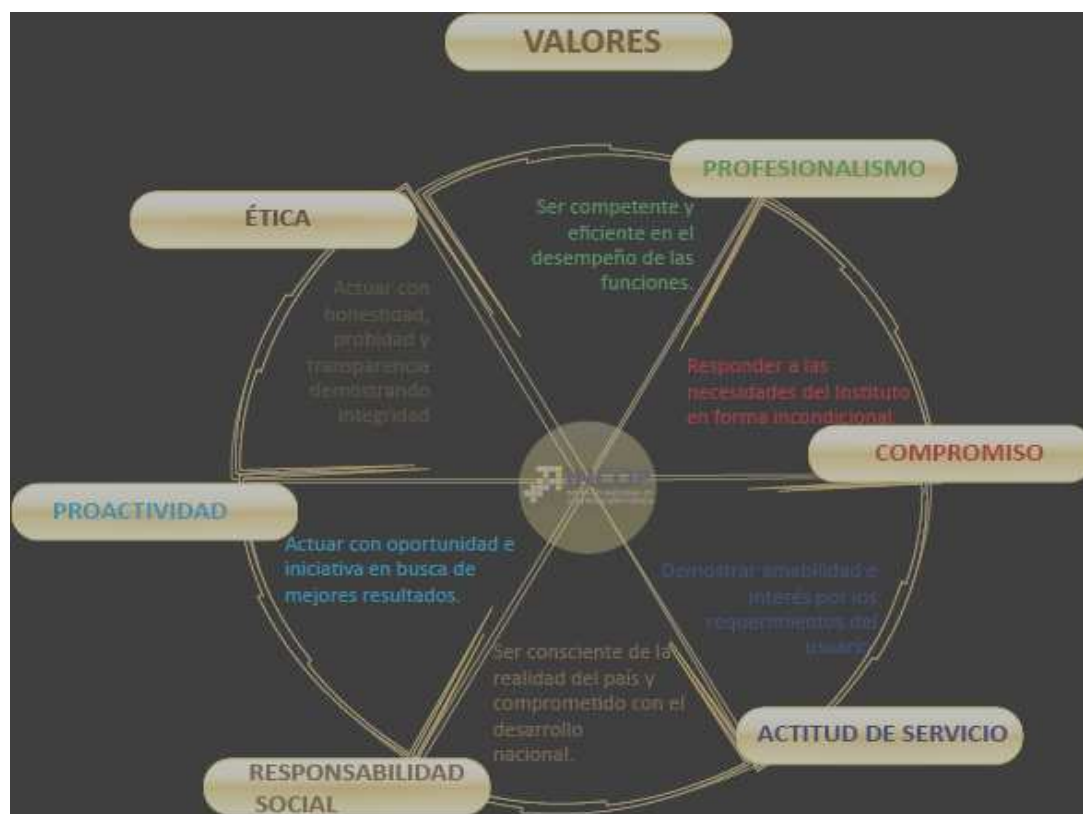 VALORES
PROFESIONALISMO
Ser competente y
eficiente en el
desempeño de las
funciones.
ÉTICA
Actuar con
honestidad,
probidad y
transparencia
demostrando
integridad
Responder a las
necesidades del Instituto
en forma incondicional.
COMPROMISO
PROACTIVIDAD
Actuar con oportunidad e
iniciativa en busca de
mejores resultados.
Demostrar amabilidad e
interés por los
requerimientos del
usuario
Ser consciente de la
realidad del país y
comprometido con el
desarrollo
nacional.
ACTITUD DE SERVICIO
RESPONSABILIDAD
SOCIAL